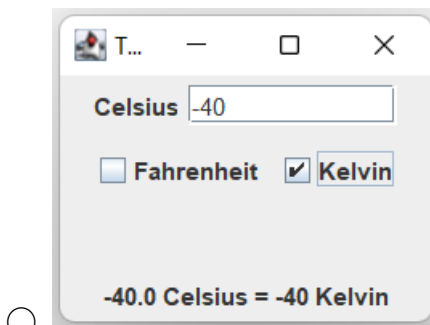 T...
Celsius -40
Fahrenheit Kelvin
-40.0 Celsius = -40 Kelvin